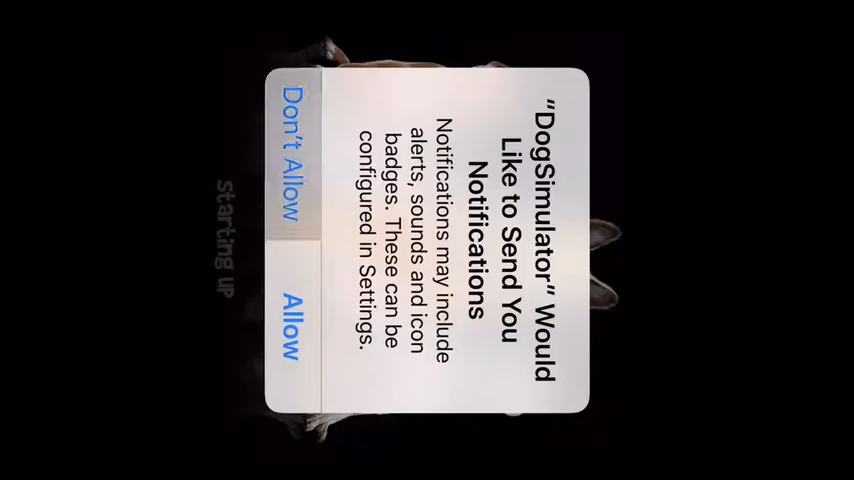 “DogSimulator” Would
Like to Send You
Notifications
Notifications may include
alerts, sounds and icon
badges. These can be
configured in Settings.
Don’t Allow
Allow
starting up